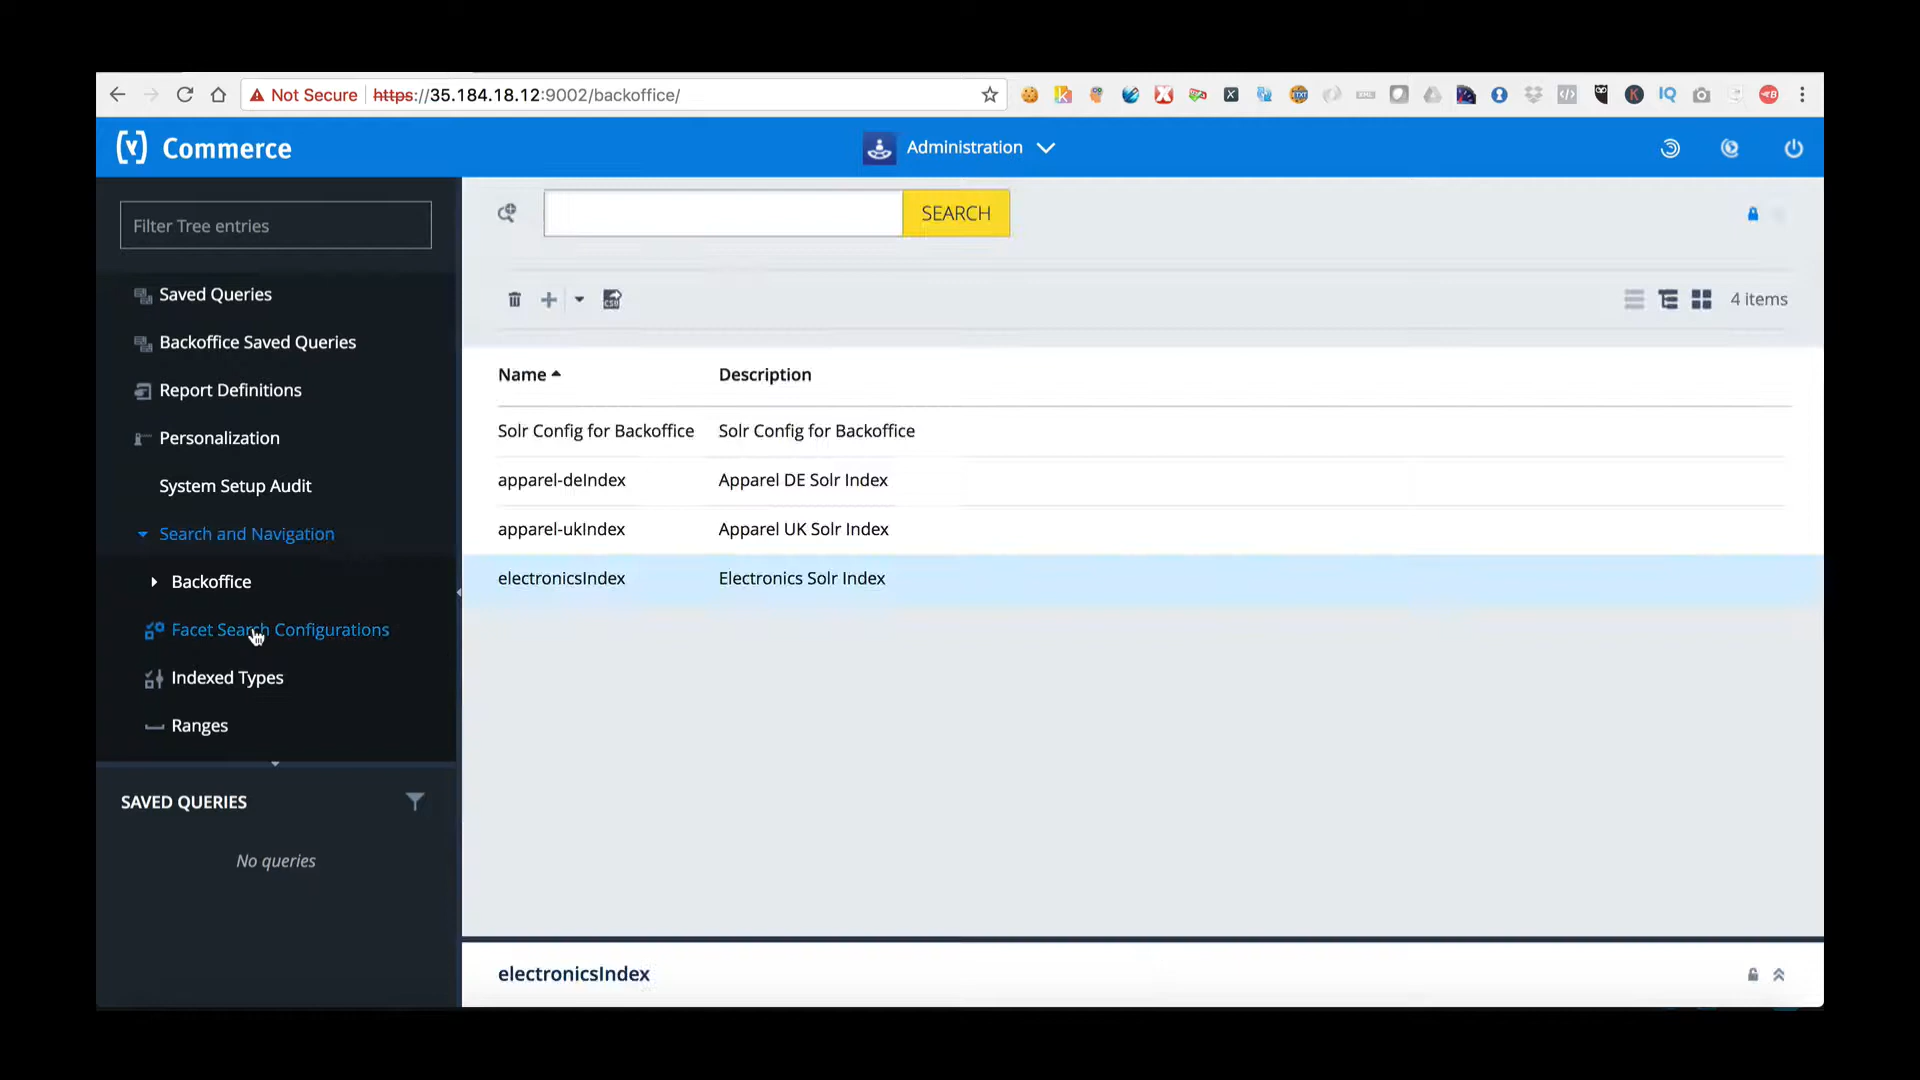 Not Secure https://35.184.18.12:9002/backoffice/
Commerce
Administration
Filter Tree entries
Saved Queries
Backoffice Saved Queries
Report Definitions
Personalization
System Setup Audit
Search and Navigation
Backoffice
Facet Search Configurations
Indexed Types
Ranges
SAVED QUERIES
No queries
SEARCH
4 items
Name Description
Solr Config for Backoffice Solr Config for Backoffice
apparel-deIndex Apparel DE Solr Index
apparel-ukIndex Apparel UK Solr Index
electronicsIndex Electronics Solr Index
electronicsIndex